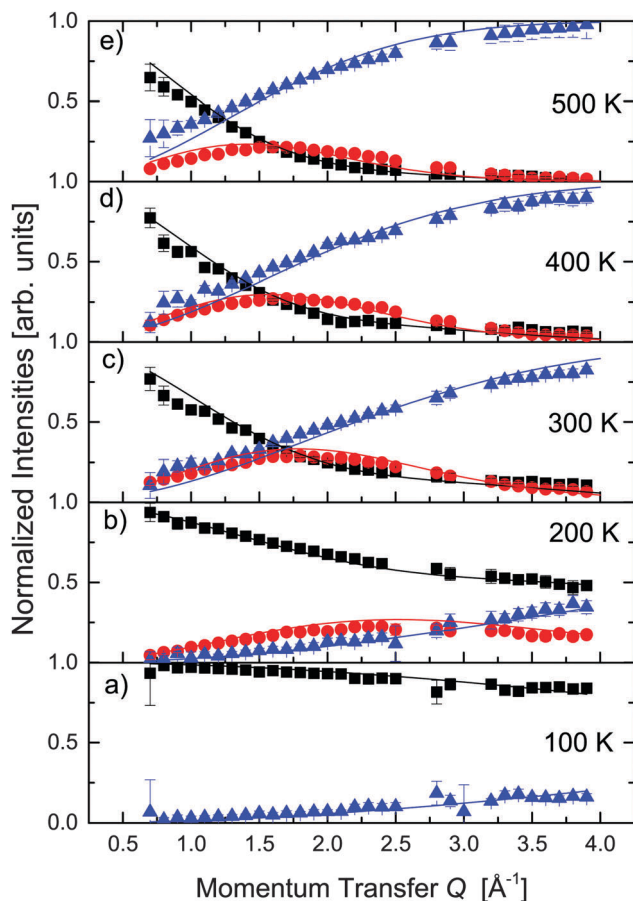 1.0
e)
0.5
500 K
1.0
d)
0.5
400 K
1.0
c)
0.5
300 K
1.0
b)
200 K
0.5
1.0
a)
100 K
0.5
0.0
0.5 1.0 1.5 2.0 2.5 3.0 3.5 4.0
Momentum Transfer Q [Å⁻¹]
Normalized Intensities [arb. units]